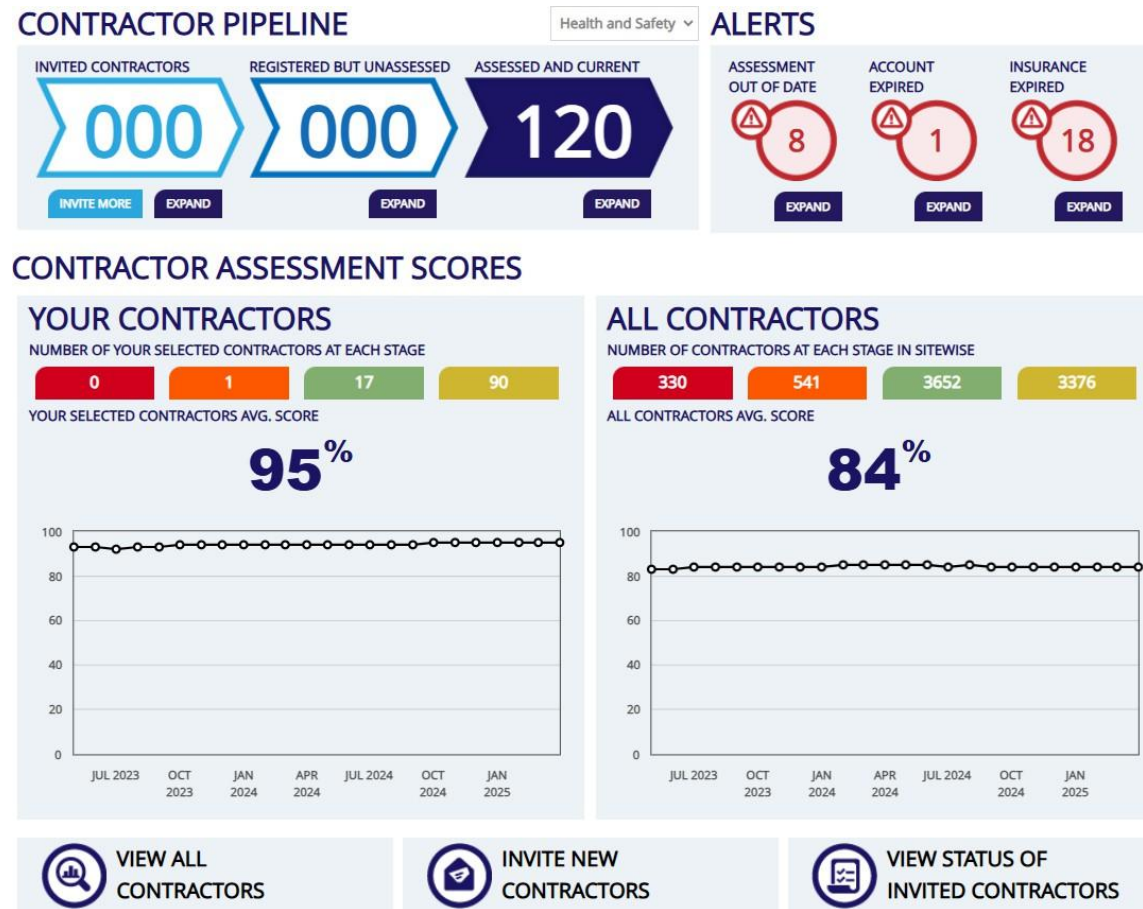 CONTRACTOR PIPELINE
Health and Safety
INVITED CONTRACTORS
REGISTERED BUT UNASSESSED
ASSESSED AND CURRENT
000
000
120
INVITE MORE
EXPAND
EXPAND
EXPAND
ALERTS
ASSESSMENT
OUT OF DATE
8
EXPAND
ACCOUNT
EXPIRED
1
EXPAND
INSURANCE
EXPIRED
18
EXPAND
CONTRACTOR ASSESSMENT SCORES
YOUR CONTRACTORS
NUMBER OF YOUR SELECTED CONTRACTORS AT EACH STAGE
0 1 17 90
YOUR SELECTED CONTRACTORS AVG. SCORE
95%
100
80
60
40
20
0
JUL 2023 OCT 2023 JAN 2024 APR 2024 JUL 2024 OCT 2024 JAN 2025
ALL CONTRACTORS
NUMBER OF CONTRACTORS AT EACH STAGE IN SITEWISE
330 541 3652 3376
ALL CONTRACTORS AVG. SCORE
84%
100
80
60
40
20
0
JUL 2023 OCT 2023 JAN 2024 APR 2024 JUL 2024 OCT 2024 JAN 2025
VIEW ALL
CONTRACTORS
INVITE NEW
CONTRACTORS
VIEW STATUS OF
INVITED CONTRACTORS